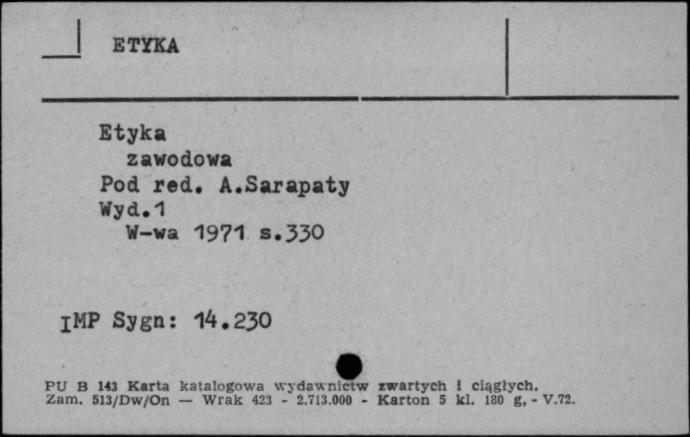 ETYKA
Etyka
zawodowa
Pod red. A.Sarapaty
Wyd.1
W-wa 1971 s.330
IMP Sygn: 14.230
PU B 143 Karta katalogowa wydawnictw zwartych i ciągłych.
Zam. 513/Dw/On — Wrak 423 - 2.713.000 - Karton 5 kl. 180 g, - V.72.